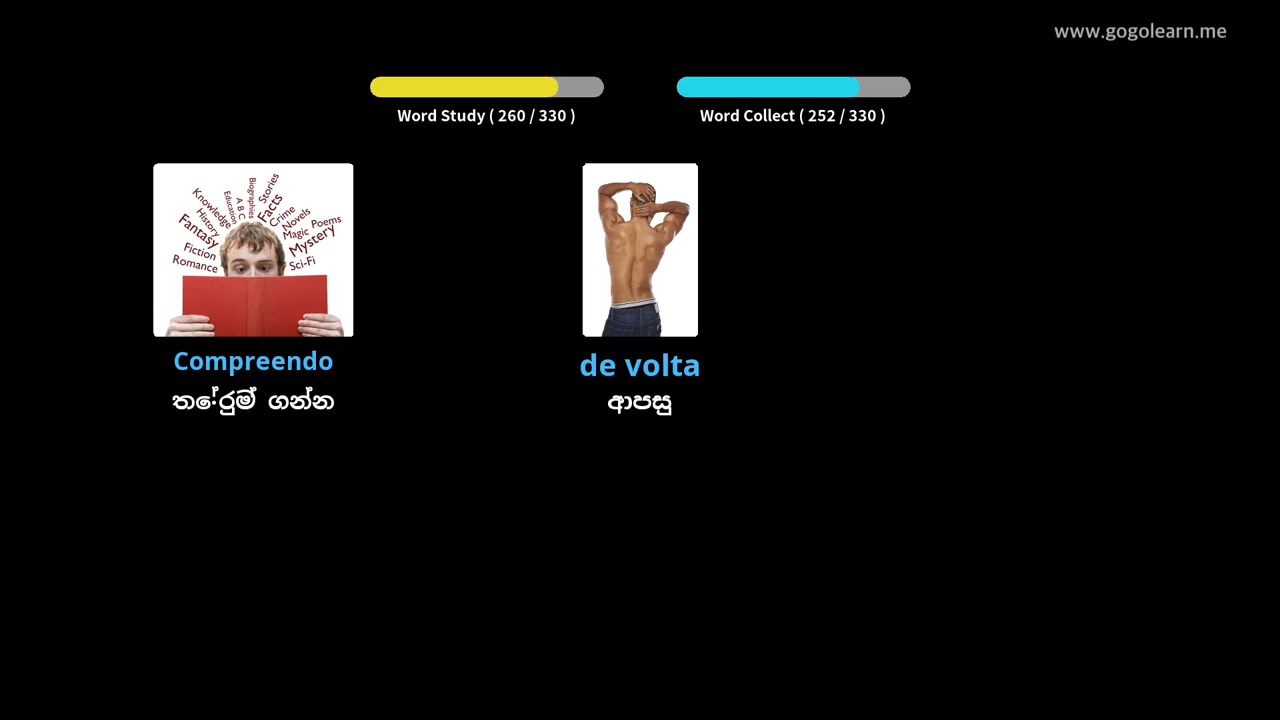 www.gogolearn.me
Word Study ( 260 / 330 )
Word Collect ( 252 / 330 )
Stories
Biographies
Facts
A B C
Education
Crime
Knowledge
Novels
History
Poems
Magic
Fantasy
Mystery
Fiction
Sci-Fi
Romance
Compreendo
තේරුම් ගන්න
de volta
ආපසු